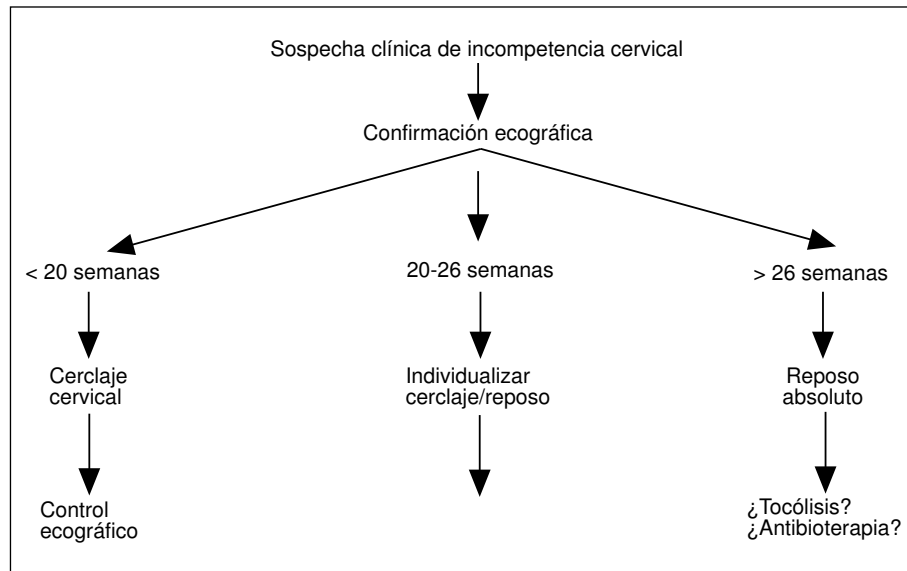 Sospecha clínica de incompetencia cervical
Confirmación ecográfica
< 20 semanas
20-26 semanas
> 26 semanas
Cerclaje
cervical
Individualizar
cerclaje/reposo
Reposo
absoluto
Control
ecográfico
¿Tocólisis?
¿Antibioterapia?